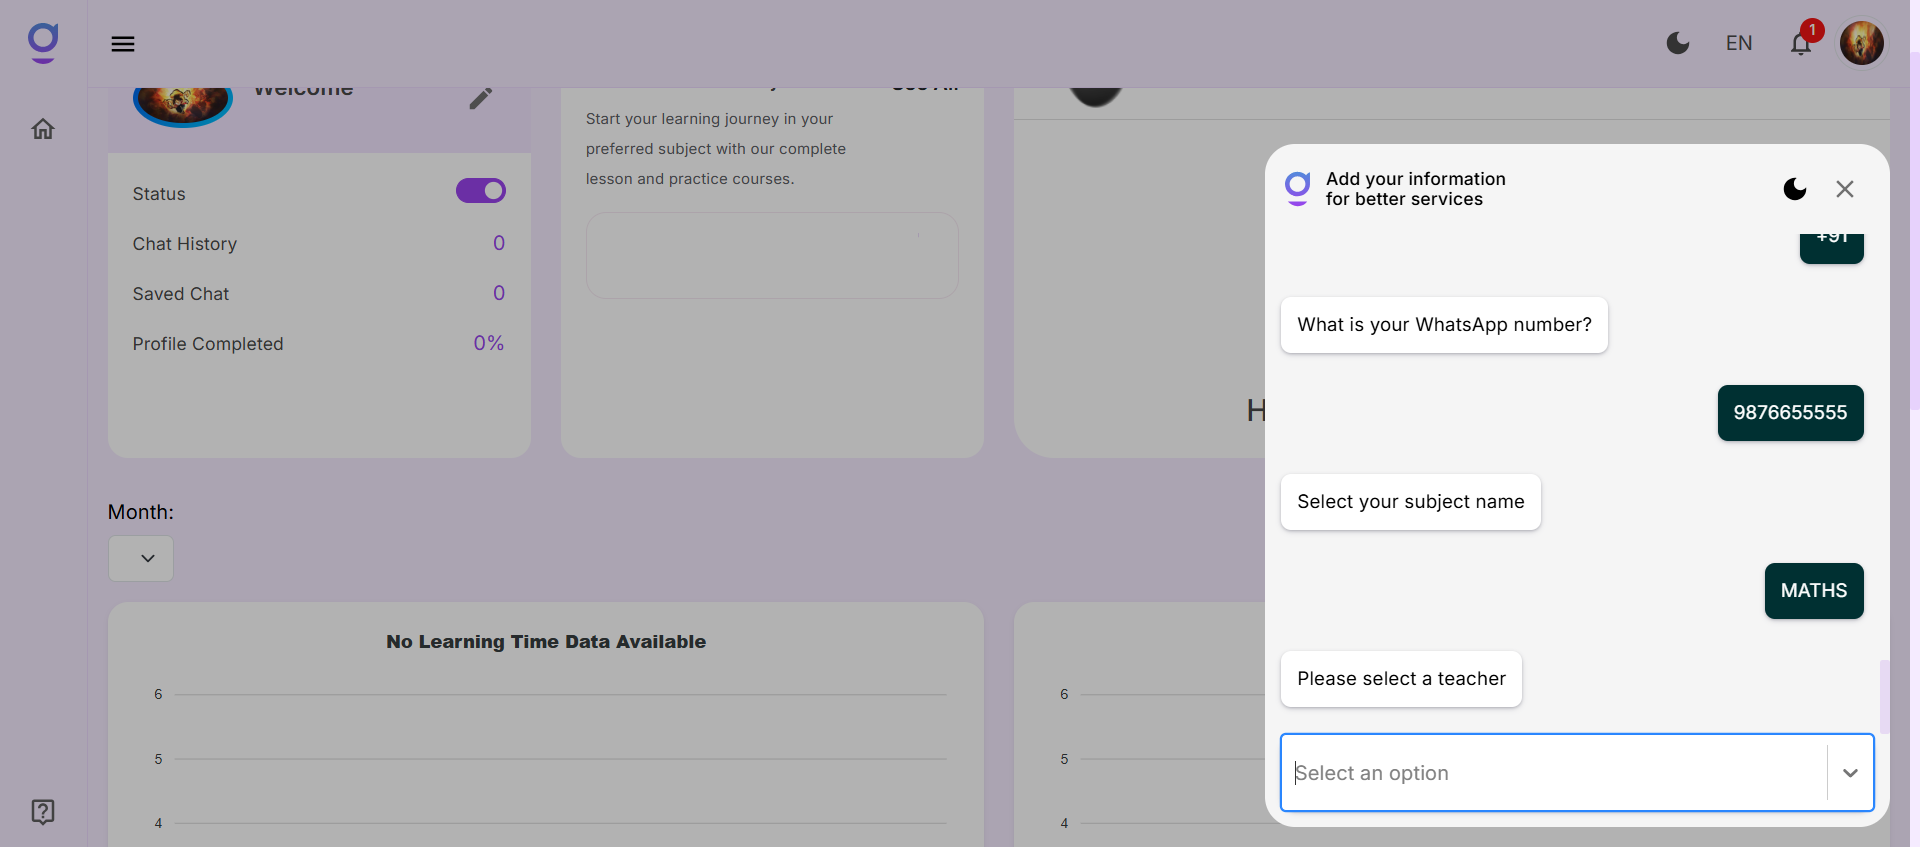 EN
1
Welcome
Start your learning journey in your
preferred subject with our complete
lesson and practice courses.
Status
Chat History 0
Saved Chat 0
Profile Completed 0%
H
Month:
No Learning Time Data Available
6
5
4
6
5
4
Add your information
for better services
+91
What is your WhatsApp number?
9876655555
Select your subject name
MATHS
Please select a teacher
Select an option